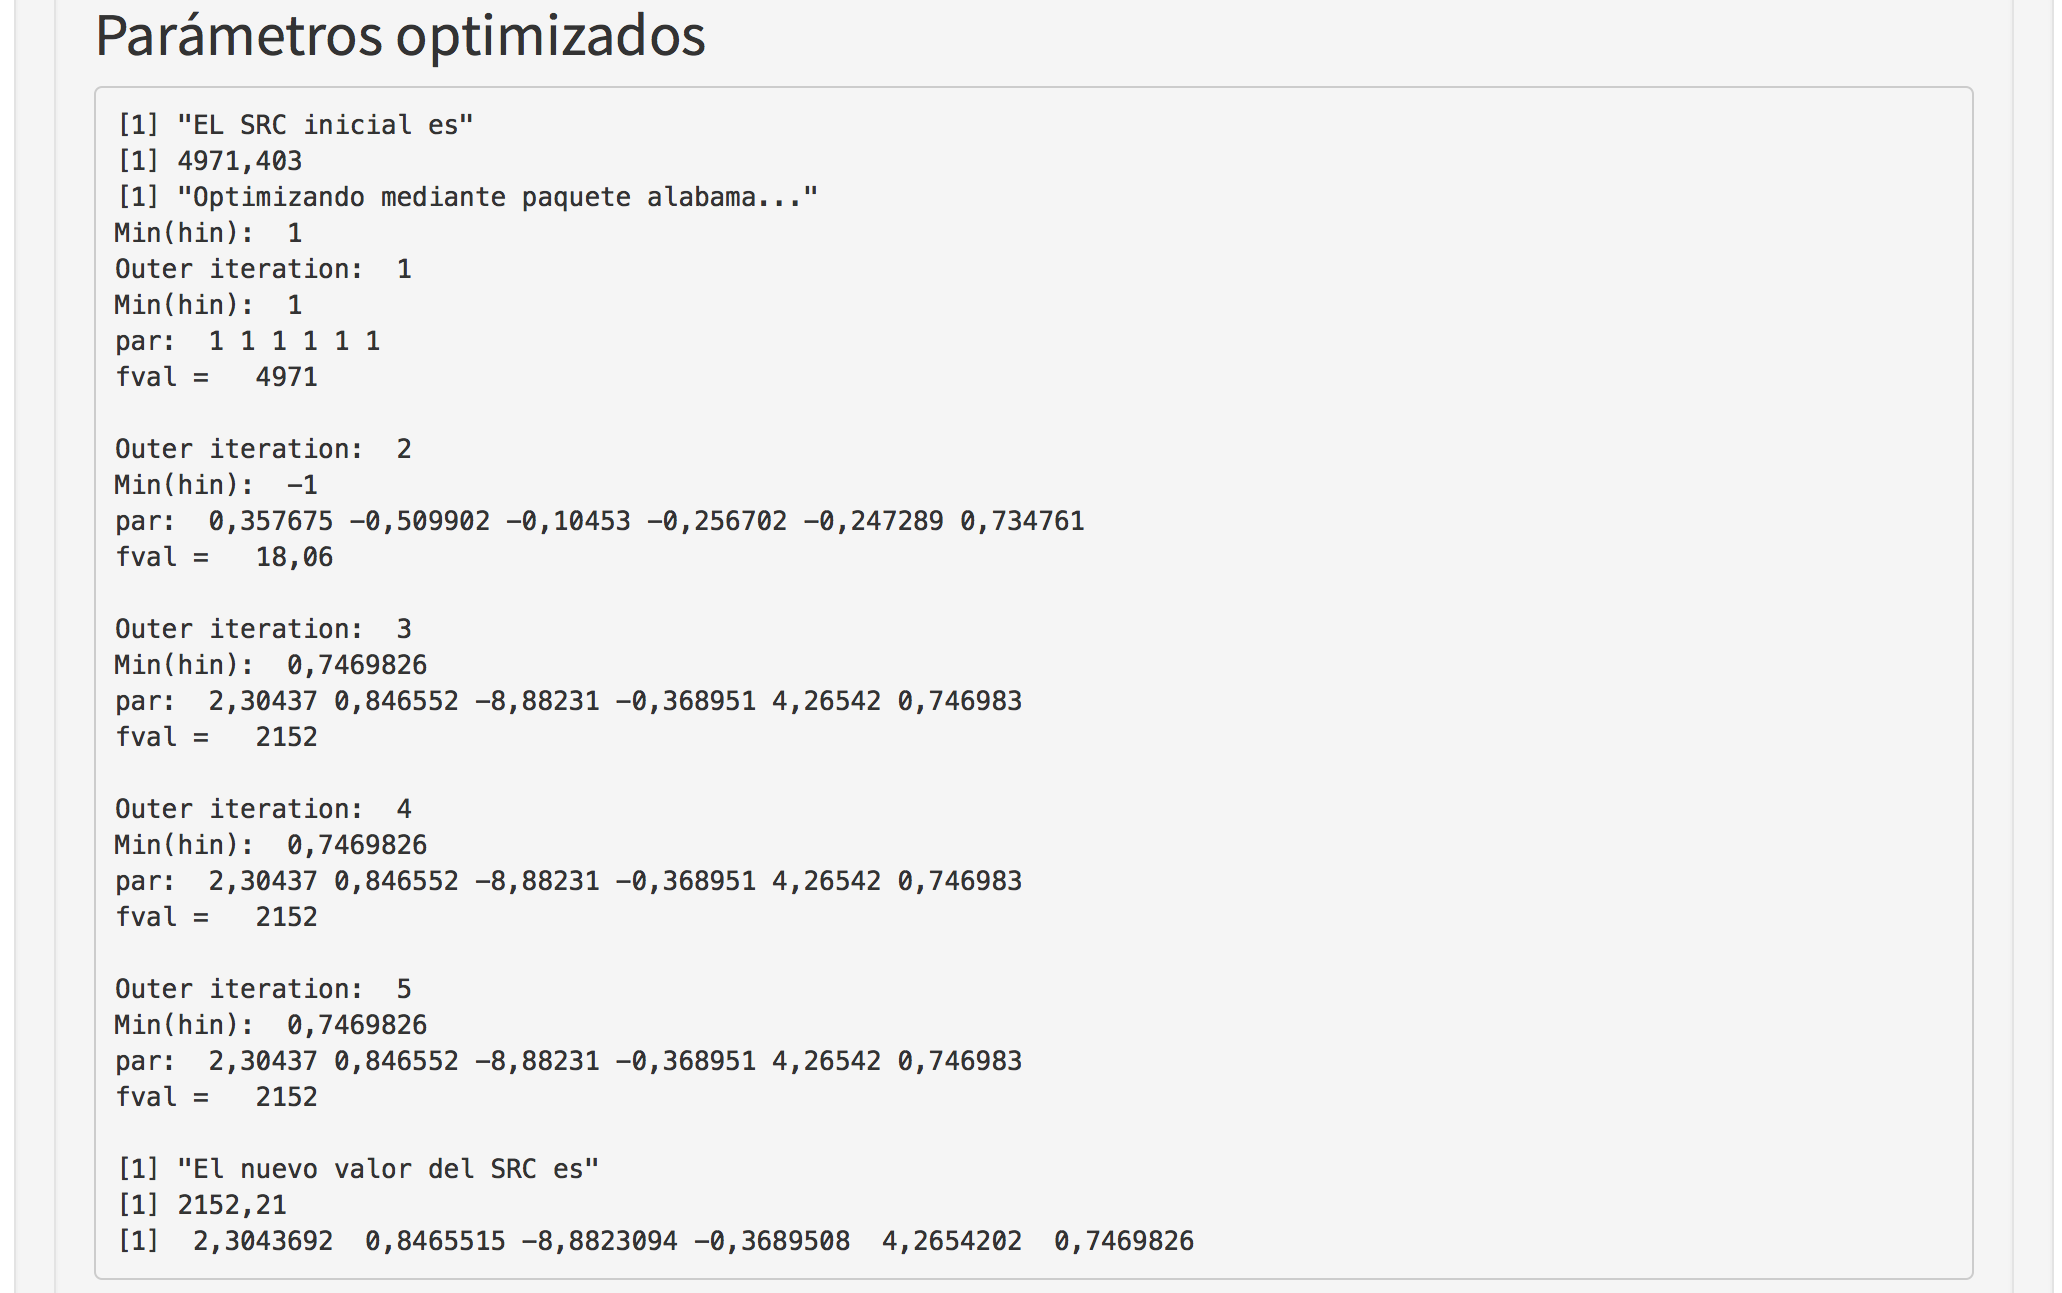 Parámetros optimizados
[1] "EL SRC inicial es"
[1] 4971,403
[1] "Optimizando mediante paquete alabama..."
Min(hin):  1
Outer iteration:  1
Min(hin):  1
par:  1 1 1 1 1 1
fval =   4971
Outer iteration:  2
Min(hin):  −1
par:  0,357675 −0,509902 −0,10453 −0,256702 −0,247289 0,734761
fval =   18,06
Outer iteration:  3
Min(hin):  0,7469826
par:  2,30437 0,846552 −8,88231 −0,368951 4,26542 0,746983
fval =   2152
Outer iteration:  4
Min(hin):  0,7469826
par:  2,30437 0,846552 −8,88231 −0,368951 4,26542 0,746983
fval =   2152
Outer iteration:  5
Min(hin):  0,7469826
par:  2,30437 0,846552 −8,88231 −0,368951 4,26542 0,746983
fval =   2152
[1] "El nuevo valor del SRC es"
[1] 2152,21
[1]  2,3043692  0,8465515 −8,8823094 −0,3689508  4,2654202  0,7469826